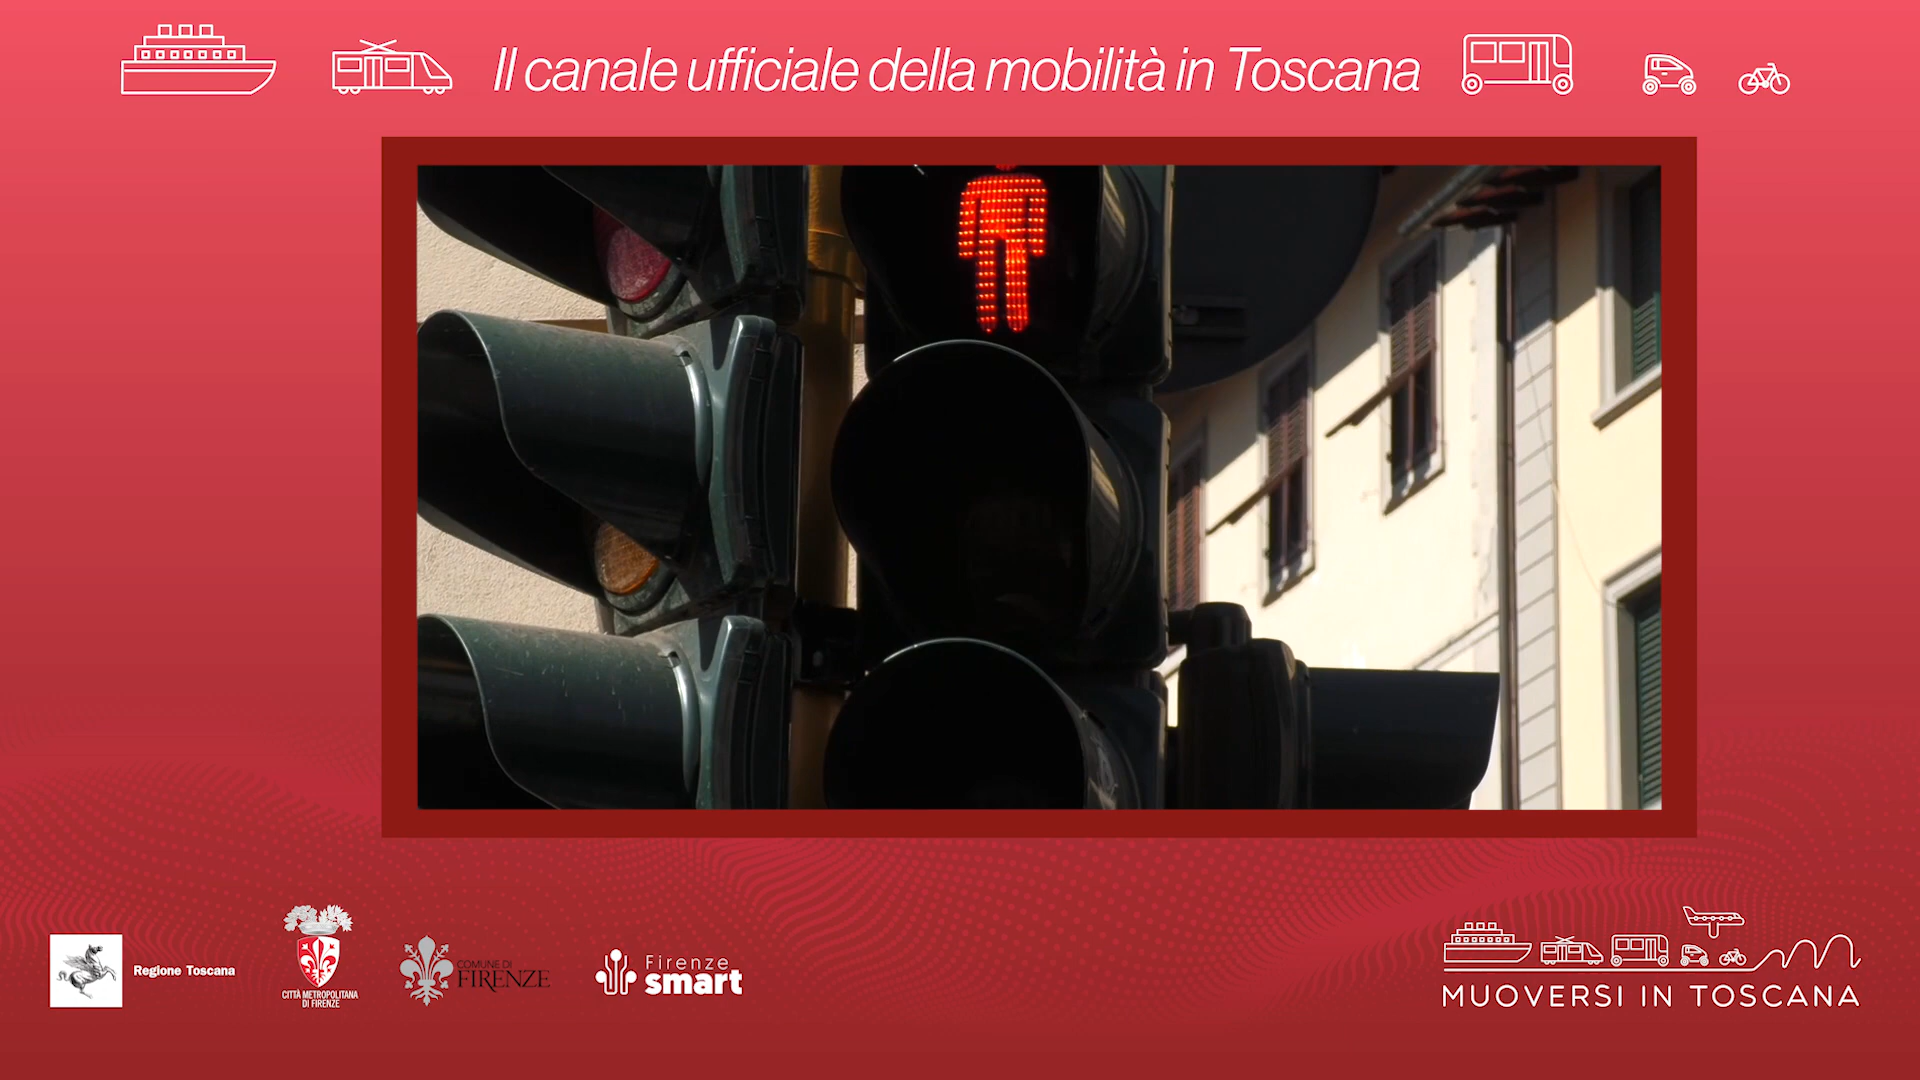 Il canale ufficiale della mobilità in Toscana
Regione Toscana
CITTÀ METROPOLITANA
DI FIRENZE
COMUNE DI
FIRENZE
Firenze
smart
MUOVERSI IN TOSCANA